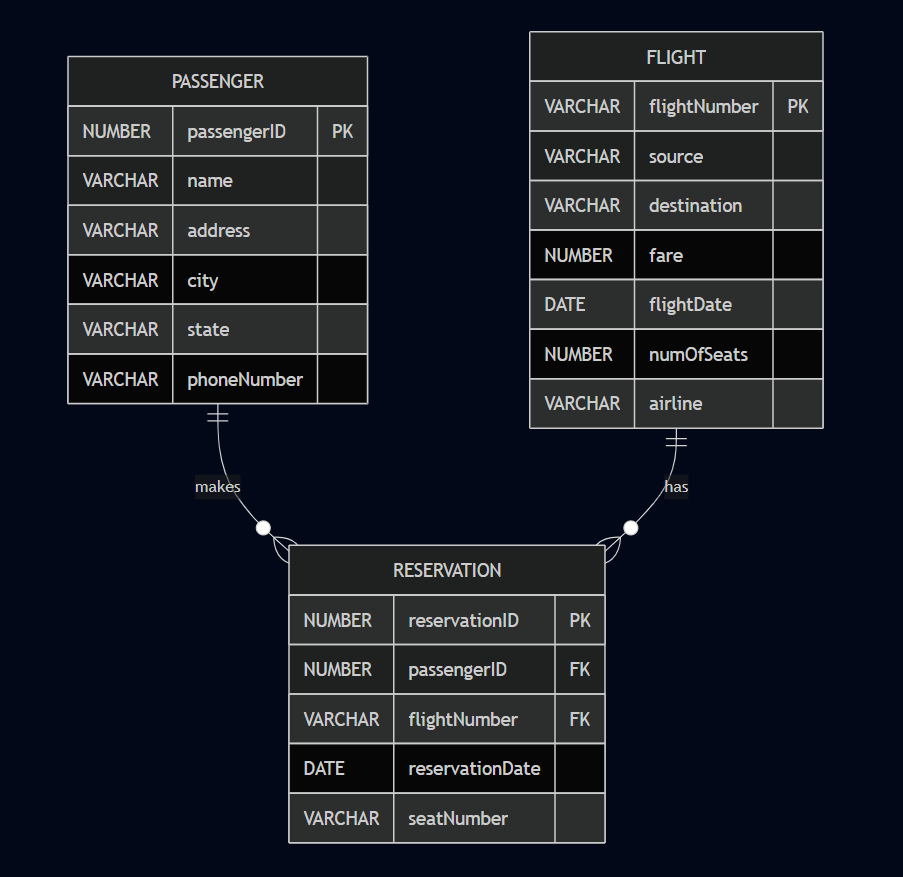 PASSENGER
NUMBER passengerID PK
VARCHAR name
VARCHAR address
VARCHAR city
VARCHAR state
VARCHAR phoneNumber
FLIGHT
VARCHAR flightNumber PK
VARCHAR source
VARCHAR destination
NUMBER fare
DATE flightDate
NUMBER numOfSeats
VARCHAR airline
makes
has
RESERVATION
NUMBER reservationID PK
NUMBER passengerID FK
VARCHAR flightNumber FK
DATE reservationDate
VARCHAR seatNumber